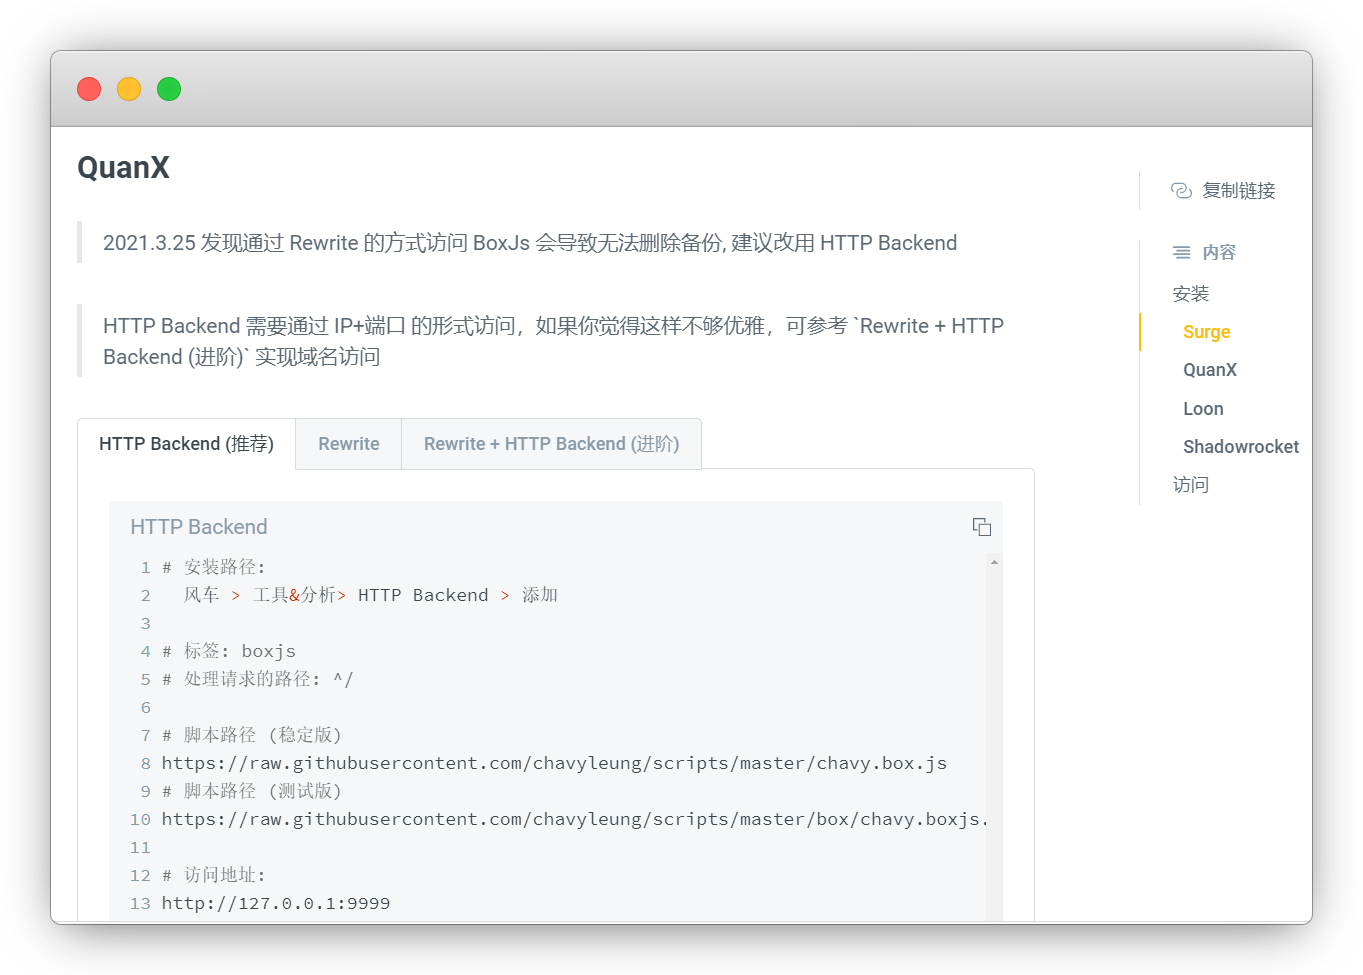 QuanX
2021.3.25 发现通过 Rewrite 的方式访问 BoxJs 会导致无法删除备份, 建议改用 HTTP Backend
HTTP Backend 需要通过 IP+端口 的形式访问，如果你觉得这样不够优雅，可参考 `Rewrite + HTTP
Backend (进阶)` 实现域名访问
HTTP Backend (推荐)
Rewrite
Rewrite + HTTP Backend (进阶)
HTTP Backend
1 # 安装路径:
2 风车 > 工具&分析> HTTP Backend > 添加
3
4 # 标签: boxjs
5 # 处理请求的路径: ^/
6
7 # 脚本路径 (稳定版)
8 https://raw.githubusercontent.com/chavyleung/scripts/master/chavy.box.js
9 # 脚本路径 (测试版)
10 https://raw.githubusercontent.com/chavyleung/scripts/master/box/chavy.boxjs.
11
12 # 访问地址:
13 http://127.0.0.1:9999
复制链接
内容
安装
Surge
QuanX
Loon
Shadowrocket
访问